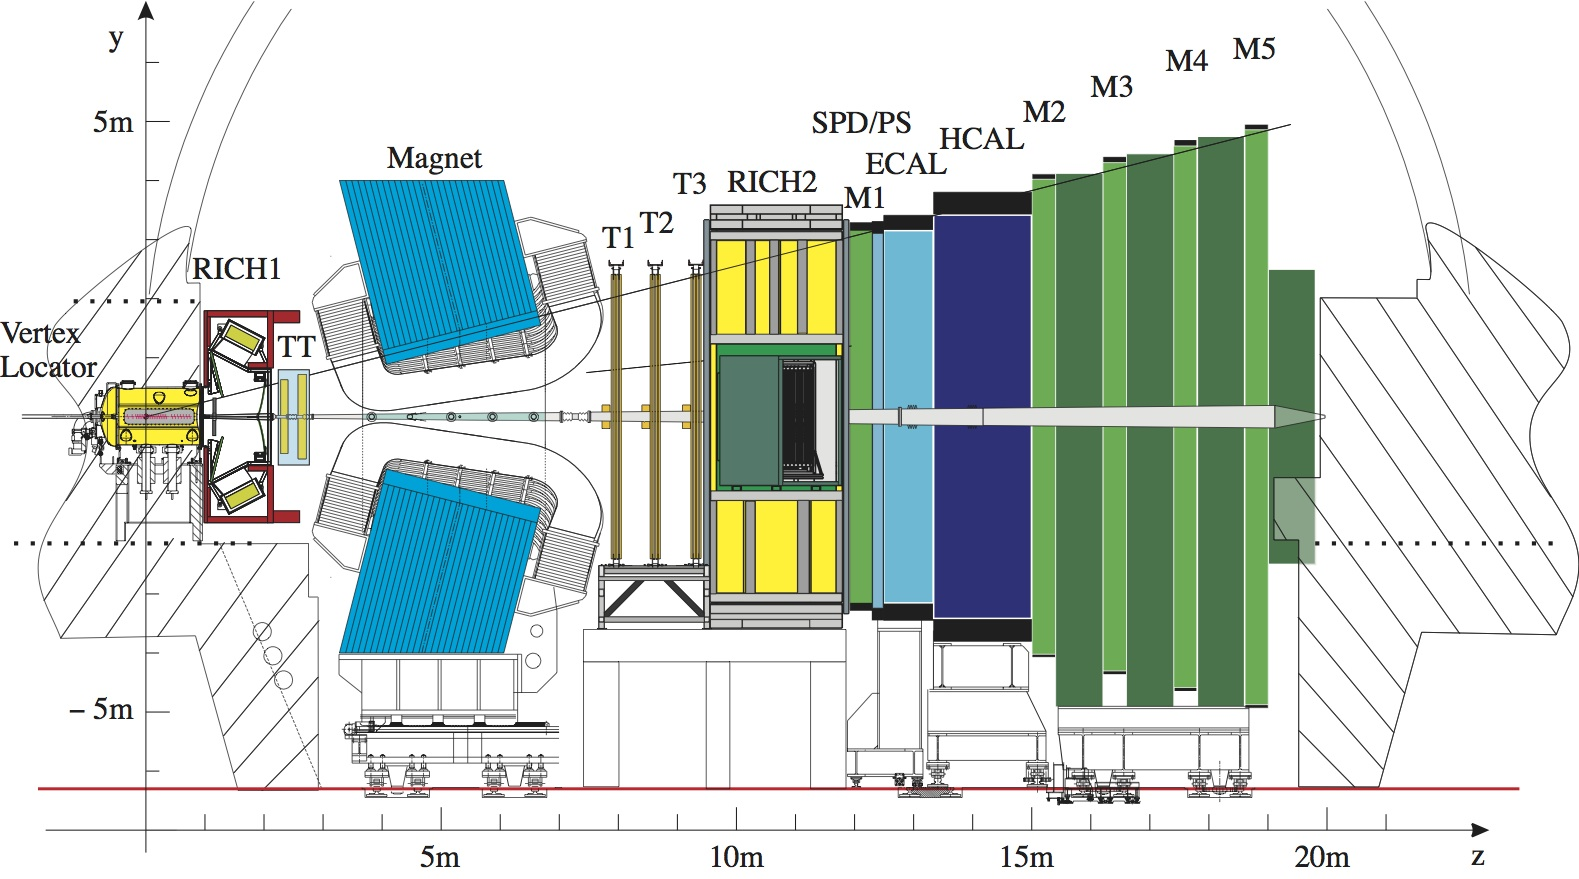 y
5m
− 5m
Vertex
Locator
RICH1
TT
Magnet
T1
T2
T3
RICH2
M1
SPD/PS
ECAL
HCAL
M2
M3
M4
M5
5m
10m
15m
20m
z